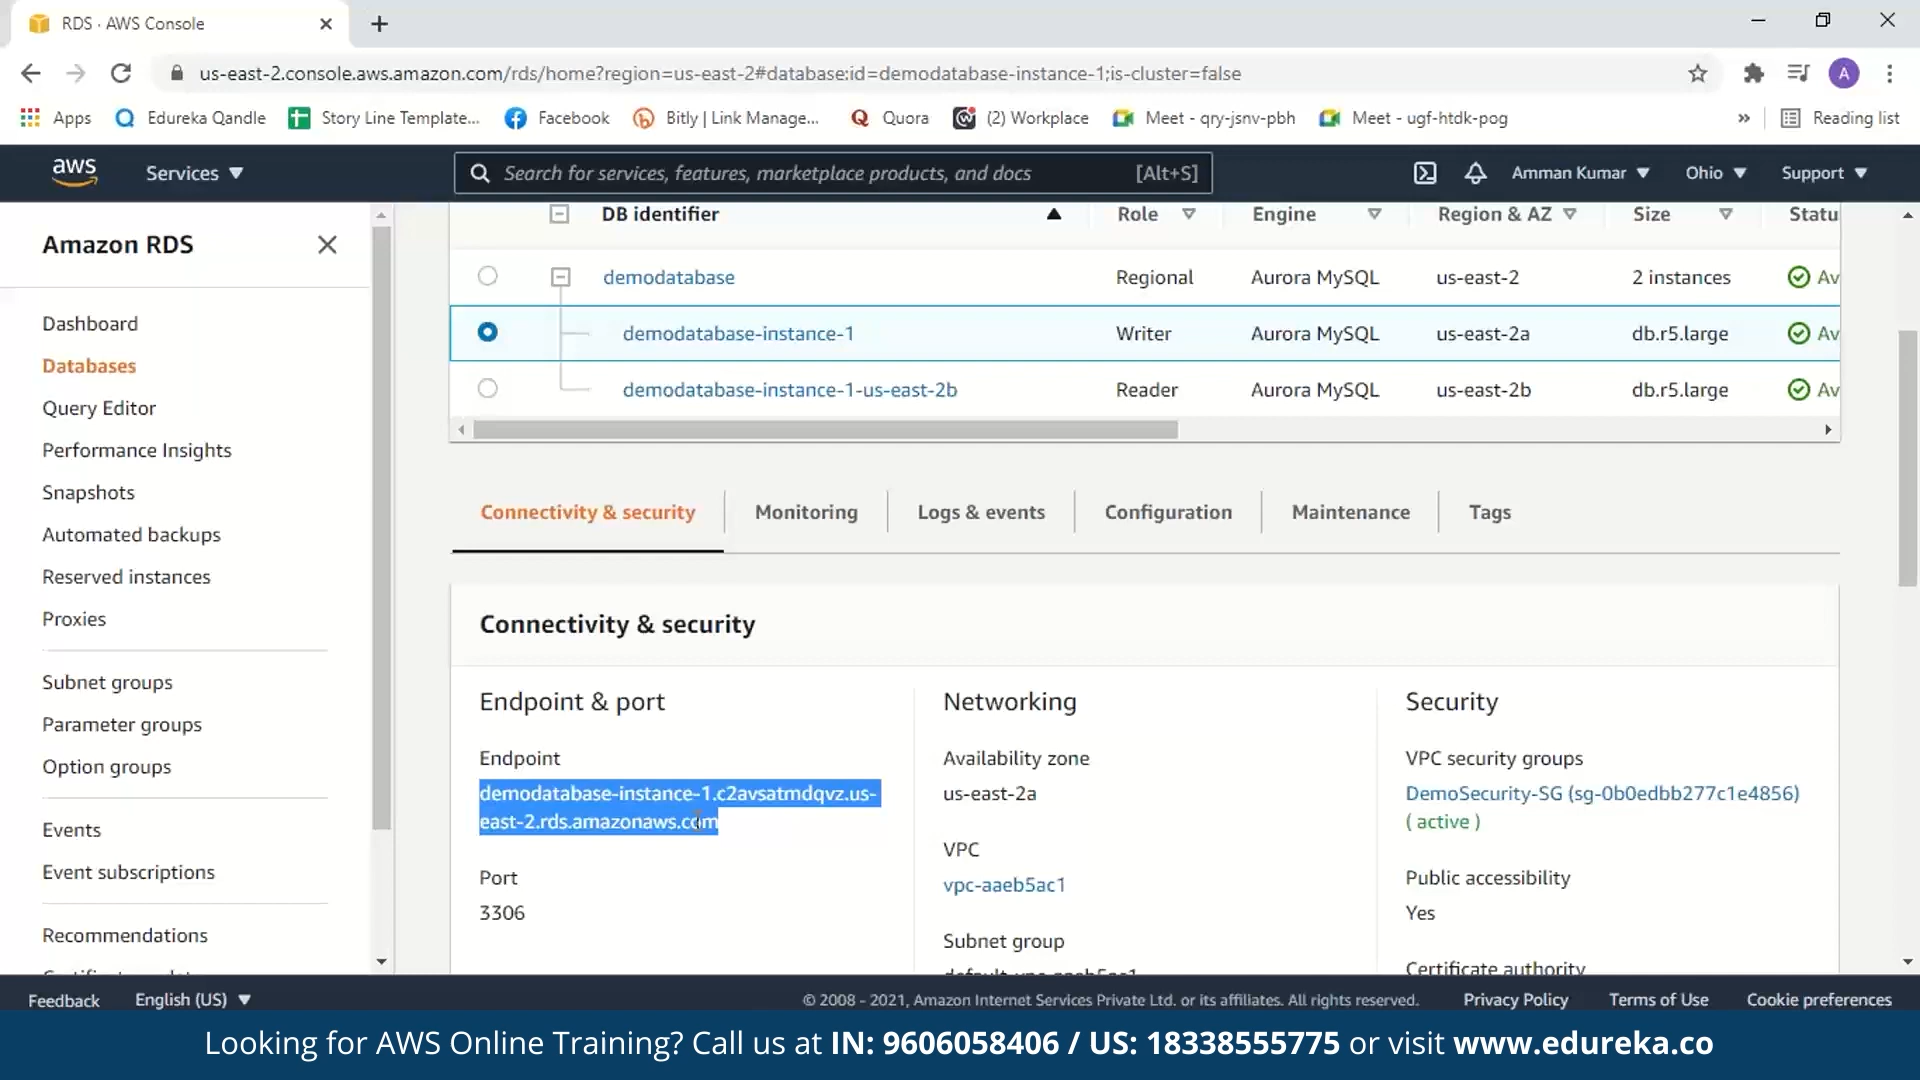 RDS · AWS Console
us-east-2.console.aws.amazon.com/rds/home?region=us-east-2#database:id=demodatabase-instance-1;is-cluster=false
A
Apps Edureka Qandle Story Line Template... Facebook Bitly | Link Manage... Quora (2) Workplace Meet - qry-jsnv-pbh Meet - ugf-htdk-pog » Reading list
aws Services Search for services, features, marketplace products, and docs [Alt+S] Amman Kumar Ohio Support
Amazon RDS
Dashboard
Databases
Query Editor
Performance Insights
Snapshots
Automated backups
Reserved instances
Proxies
Subnet groups
Parameter groups
Option groups
Events
Event subscriptions
Recommendations
DB identifier Role Engine Region & AZ Size Statu
demodatabase Regional Aurora MySQL us-east-2 2 instances Av
demodatabase-instance-1 Writer Aurora MySQL us-east-2a db.r5.large Av
demodatabase-instance-1-us-east-2b Reader Aurora MySQL us-east-2b db.r5.large Av
Connectivity & security Monitoring Logs & events Configuration Maintenance Tags
Connectivity & security
Endpoint & port
Endpoint
demodatabase-instance-1.c2avsatmdqvz.us-
east-2.rds.amazonaws.com
Port
3306
Networking
Availability zone
us-east-2a
VPC
vpc-aaeb5ac1
Subnet group
default-vpc-aaeb5ac1
Security
VPC security groups
DemoSecurity-SG (sg-0b0edbb277c1e4856)
( active )
Public accessibility
Yes
Certificate authority
Feedback English (US) © 2008 - 2021, Amazon Internet Services Private Ltd. or its affiliates. All rights reserved. Privacy Policy Terms of Use Cookie preferences
Looking for AWS Online Training? Call us at IN: 9606058406 / US: 18338555775 or visit www.edureka.co